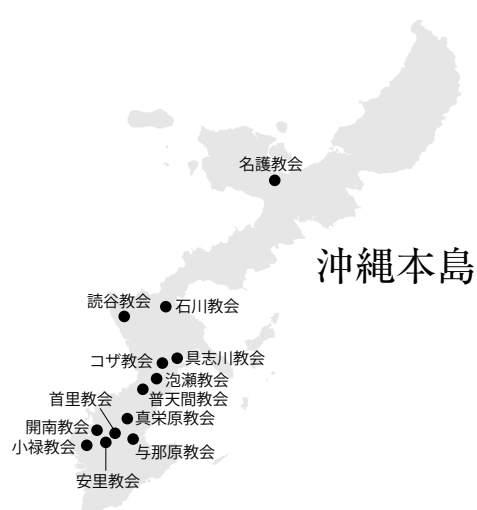 名護教会
沖縄本島
読谷教会
石川教会
コザ教会
具志川教会
泡瀬教会
普天間教会
首里教会
真栄原教会
開南教会
小禄教会
与那原教会
安里教会